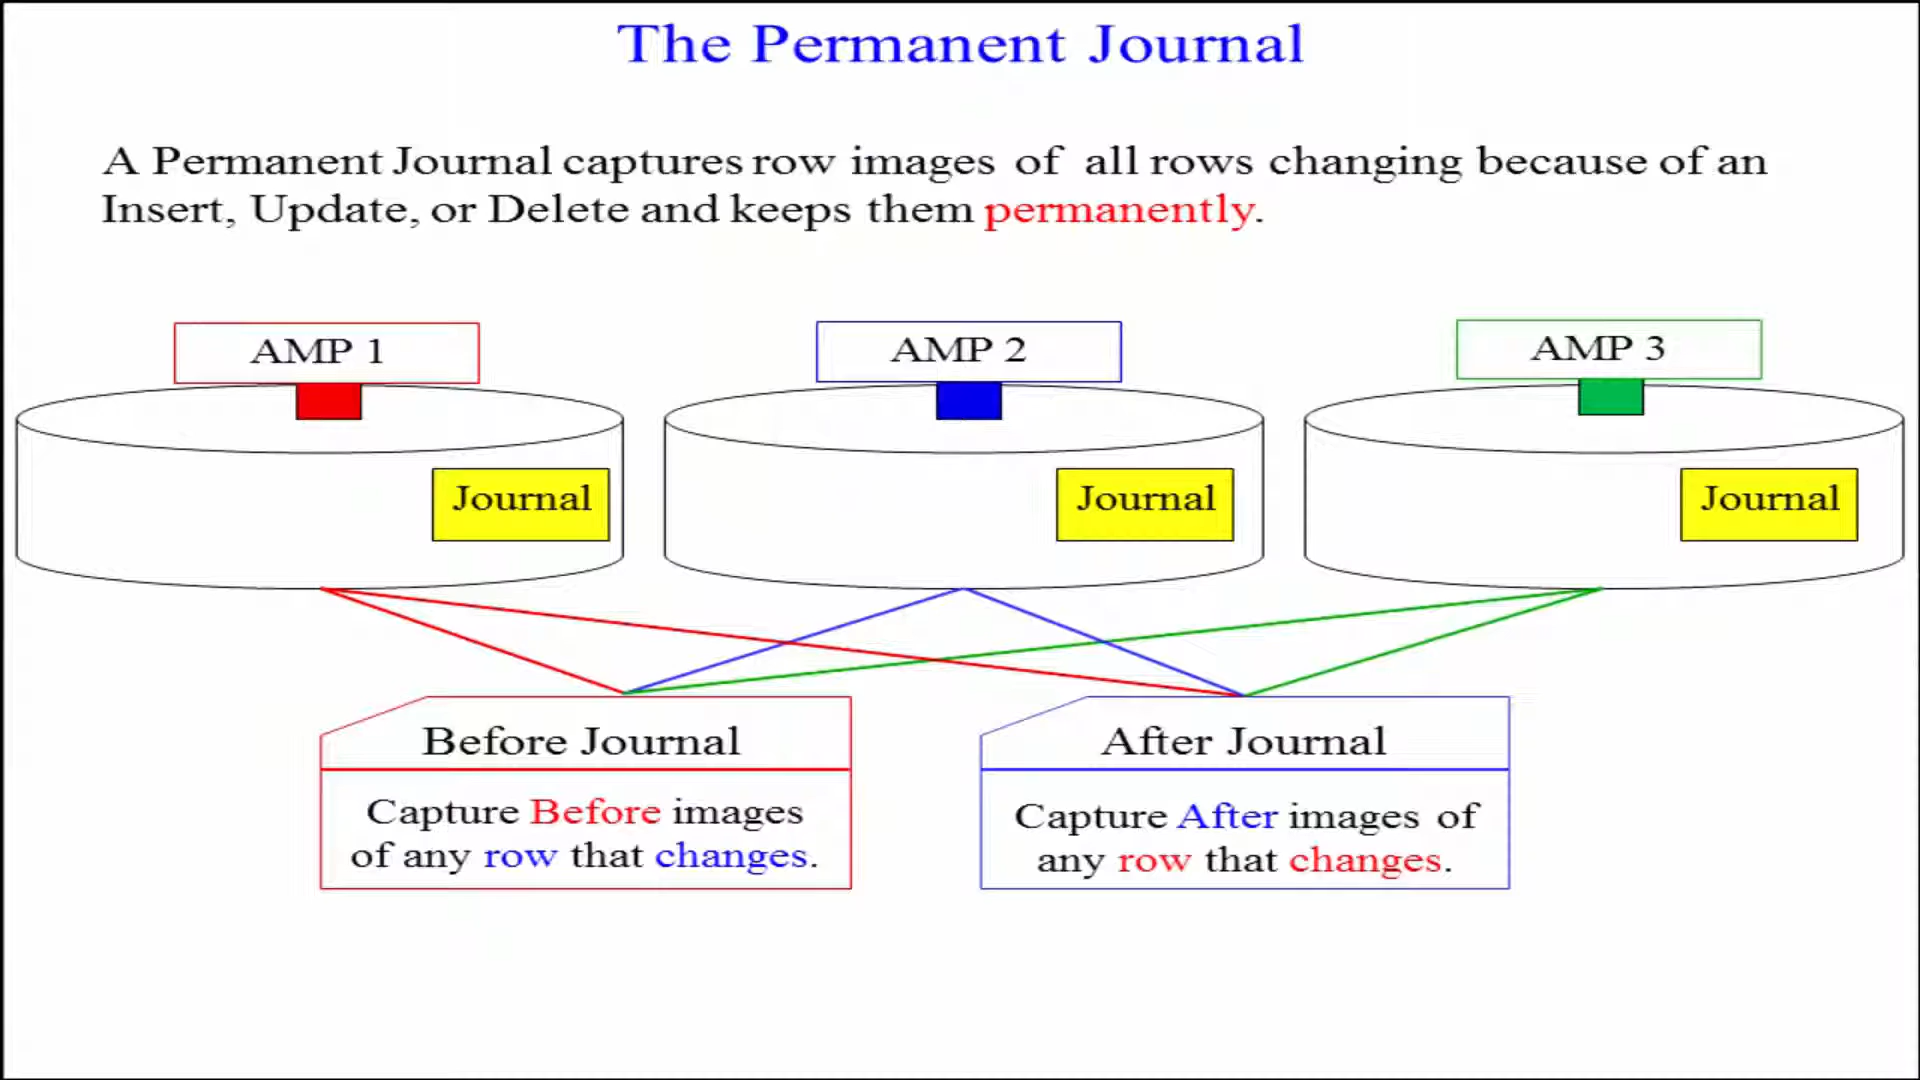 The Permanent Journal
A Permanent Journal captures row images of all rows changing because of an
Insert, Update, or Delete and keeps them permanently.
AMP 1
AMP 2
AMP 3
Journal
Journal
Journal
Before Journal
Capture Before images
of any row that changes.
After Journal
Capture After images of
any row that changes.